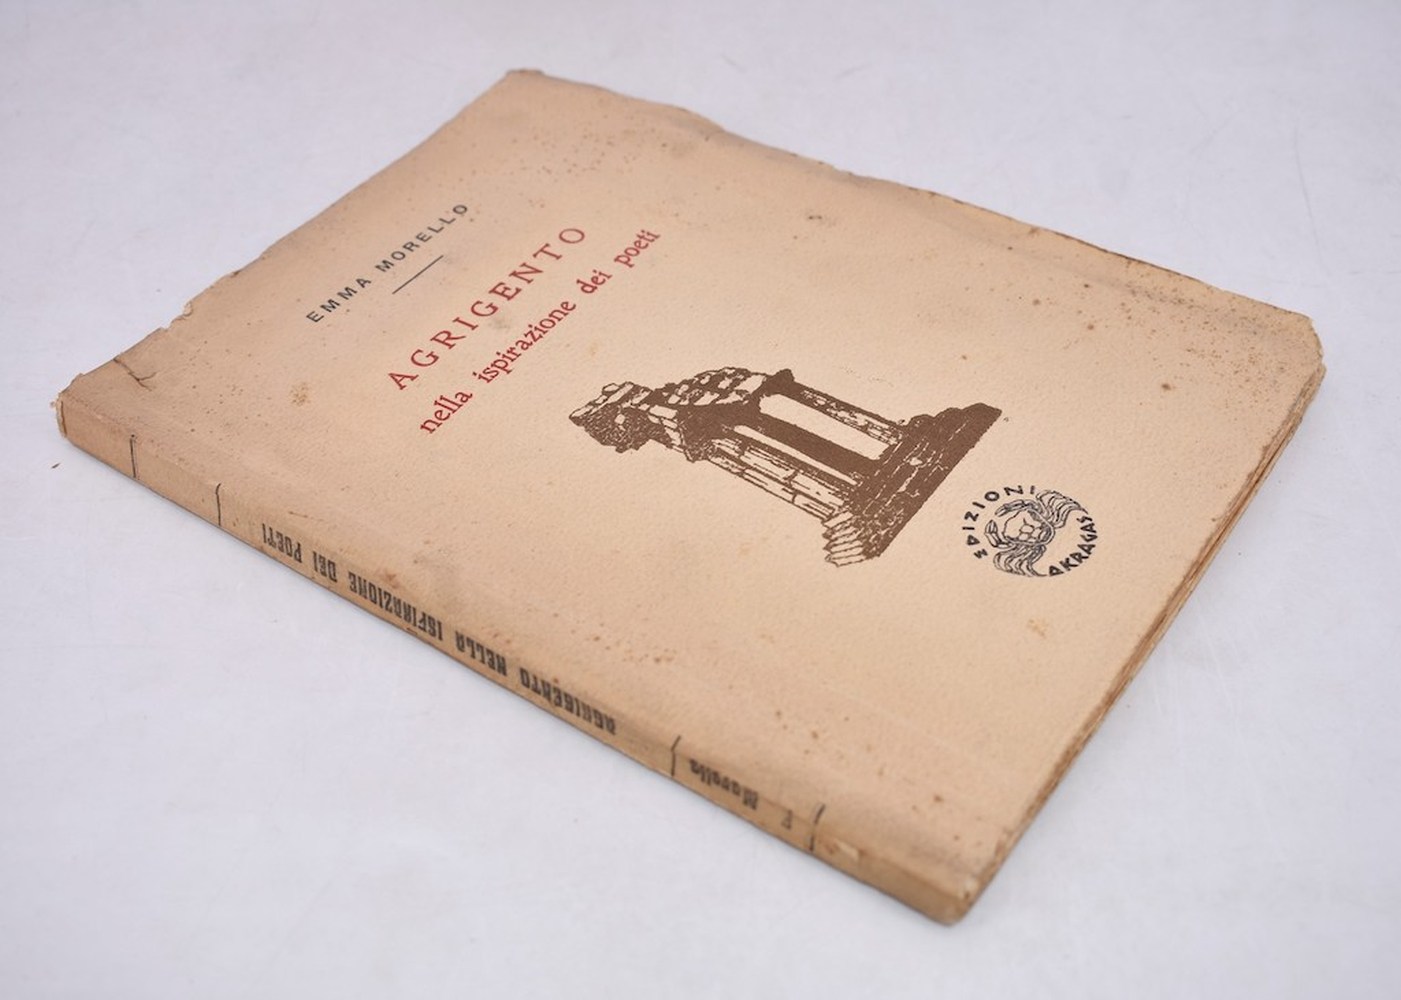 EMMA MORELLO
AGRIGENTO
nella ispirazione dei poeti
EDIZIONI
AKRAGAS
E. Morello
AGRIGENTO NELLA ISPIRAZIONE DEI POETI